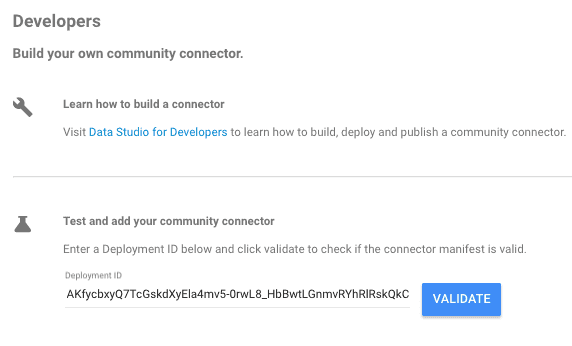 Developers
Build your own community connector.
Learn how to build a connector
Visit Data Studio for Developers to learn how to build, deploy and publish a community connector.
Test and add your community connector
Enter a Deployment ID below and click validate to check if the connector manifest is valid.
Deployment ID
AKfycbxyQ7TcGskdXyEla4mv5-0rwL8_HbBwtLGnmvRYhRlRskQkC
VALIDATE